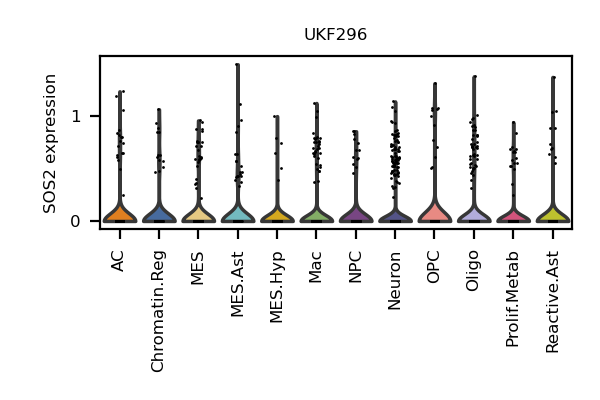 UKF296
SOS2 expression
1
0
AC
Chromatin.Reg
MES
MES.Ast
MES.Hyp
Mac
NPC
Neuron
OPC
Oligo
Prolif.Metab
Reactive.Ast